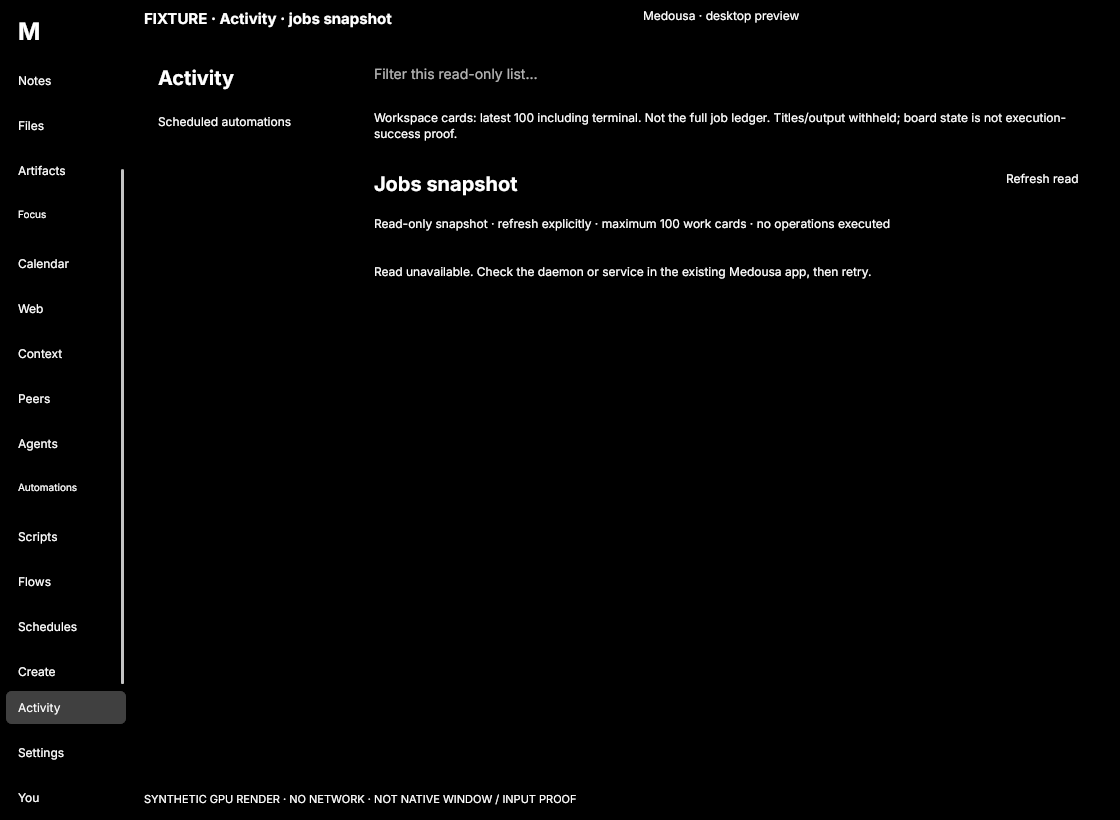 M
FIXTURE · Activity · jobs snapshot
Medousa · desktop preview
Notes
Files
Artifacts
Focus
Calendar
Web
Context
Peers
Agents
Automations
Scripts
Flows
Schedules
Create
Activity
Settings
You
Activity
Scheduled automations
Filter this read-only list...
Workspace cards: latest 100 including terminal. Not the full job ledger. Titles/output withheld; board state is not execution-
success proof.
Jobs snapshot
Refresh read
Read-only snapshot · refresh explicitly · maximum 100 work cards · no operations executed
Read unavailable. Check the daemon or service in the existing Medousa app, then retry.
SYNTHETIC GPU RENDER · NO NETWORK · NOT NATIVE WINDOW / INPUT PROOF